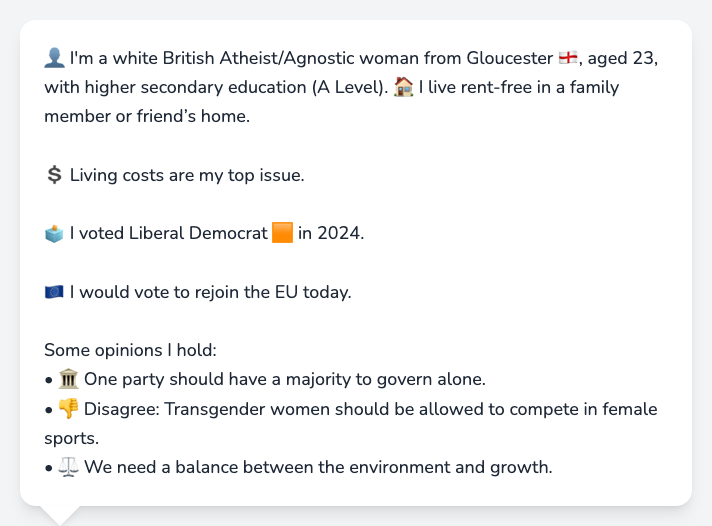 👤 I'm a white British Atheist/Agnostic woman from Gloucester 🏴󠁧󠁢󠁥󠁮󠁧󠁿, aged 23,
with higher secondary education (A Level). 🏠 I live rent-free in a family
member or friend’s home.
💲 Living costs are my top issue.
🗳️ I voted Liberal Democrat 🟧 in 2024.
🇪🇺 I would vote to rejoin the EU today.
Some opinions I hold:
• 🏛️ One party should have a majority to govern alone.
• 👎 Disagree: Transgender women should be allowed to compete in female
sports.
• ⚖️ We need a balance between the environment and growth.